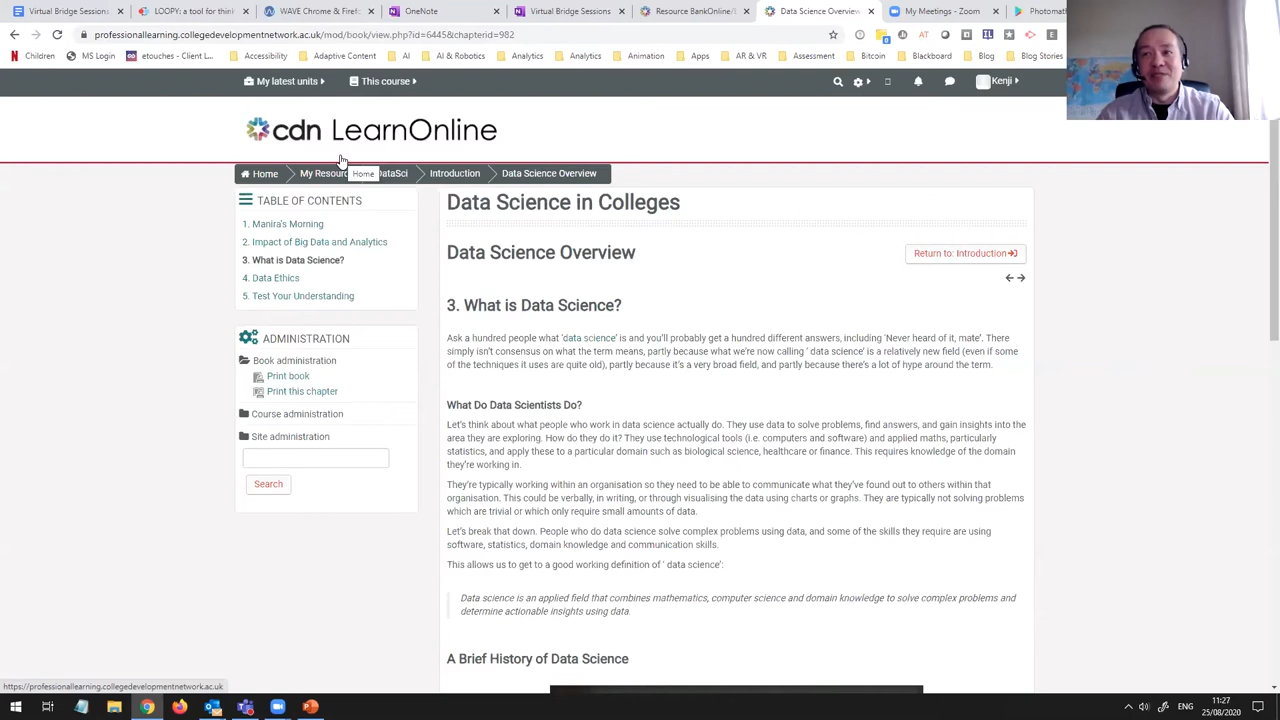 Virtual Bridge Sessions
LOOPY: a tool for think
WAVE Chrome & Firef
OneNote
Virtual Bridge Sessions
Resource BankOnline/
Data Science Overview
My Meetings - Zoom
Photomath
professionallearning.collegedevelopmentnetwork.ac.uk/mod/book/view.php?id=6445&chapterid=982
Children
MS Login
etouches - Client L
Accessibility
AI
AI & Robotics
Analytics
Analytics
Animation
Apps
AR & VR
Assessment
Bitcoin
Blackboard
Blog
Blog Stories
My latest units
This course
Kenji
cdn LearnOnline
Home
My Resourc
DataSci
Introduction
Data Science Overview
Home
TABLE OF CONTENTS
1. Manira's Morning
2. Impact of Big Data and Analytics
3. What is Data Science?
4. Data Ethics
5. Test Your Understanding
ADMINISTRATION
Book administration
Print book
Print this chapter
Course administration
Site administration
Search
Data Science in Colleges
Data Science Overview
Return to: Introduction
3. What is Data Science?
Ask a hundred people what 'data science' is and you'll probably get a hundred different answers, including 'Never heard of it, mate'. There
simply isn't consensus on what the term means, partly because what we're now calling ' data science' is a relatively new field (even if some
of the techniques it uses are quite old), partly because it's a very broad field, and partly because there's a lot of hype around the term.
What Do Data Scientists Do?
Let's think about what people who work in data science actually do. They use data to solve problems, find answers, and gain insights into the
area they are exploring. How do they do it? They use technological tools (i.e. computers and software) and applied maths, particularly
statistics, and apply these to a particular domain such as biological science, healthcare or finance. This requires knowledge of the domain
they're working in.
They're typically working within an organisation so they need to be able to communicate what they've found out to others within that
organisation. This could be verbally, in writing, or through visualising the data using charts or graphs. They are typically not solving problems
which are trivial or which only require small amounts of data.
Let's break that down. People who do data science solve complex problems using data, and some of the skills they require are using
software, statistics, domain knowledge and communication skills.
This allows us to get to a good working definition of ' data science':
Data science is an applied field that combines mathematics, computer science and domain knowledge to solve complex problems and
determine actionable insights using data.
A Brief History of Data Science
https://professionallearning.collegedevelopmentnetwork.ac.uk
ENG
11:27
25/08/2020